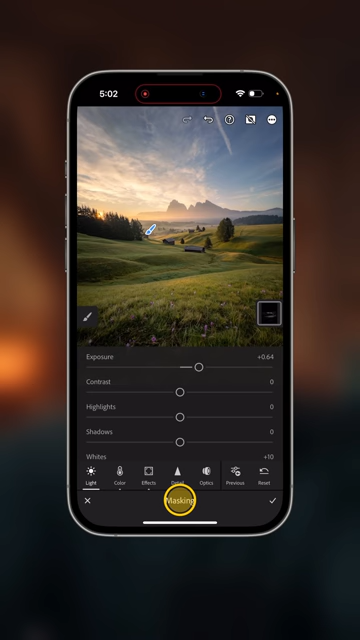 5:02
Exposure +0.64
Contrast 0
Highlights 0
Shadows 0
Whites +10
Light Color Effects Detail Optics Previous Reset
Masking